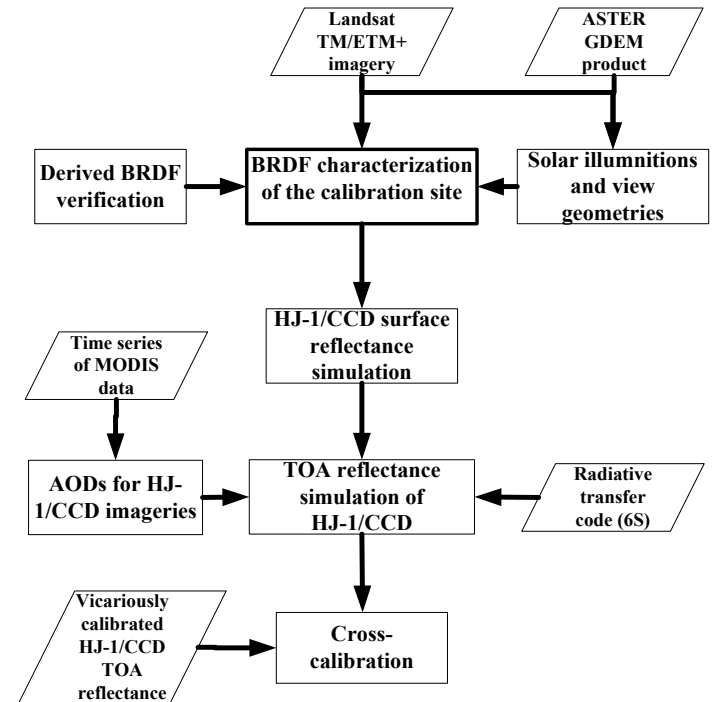 Landsat
TM/ETM+
imagery
ASTER
GDEM
product
Derived BRDF
verification
BRDF characterization
of the calibration site
Solar illumnitions
and view
geometries
HJ-1/CCD surface
reflectance
simulation
Time series
of MODIS
data
AODs for HJ-
1/CCD imageries
TOA reflectance
simulation of
HJ-1/CCD
Radiative
transfer
code (6S)
Vicariously
calibrated
HJ-1/CCD
TOA
reflectance
Cross-
calibration